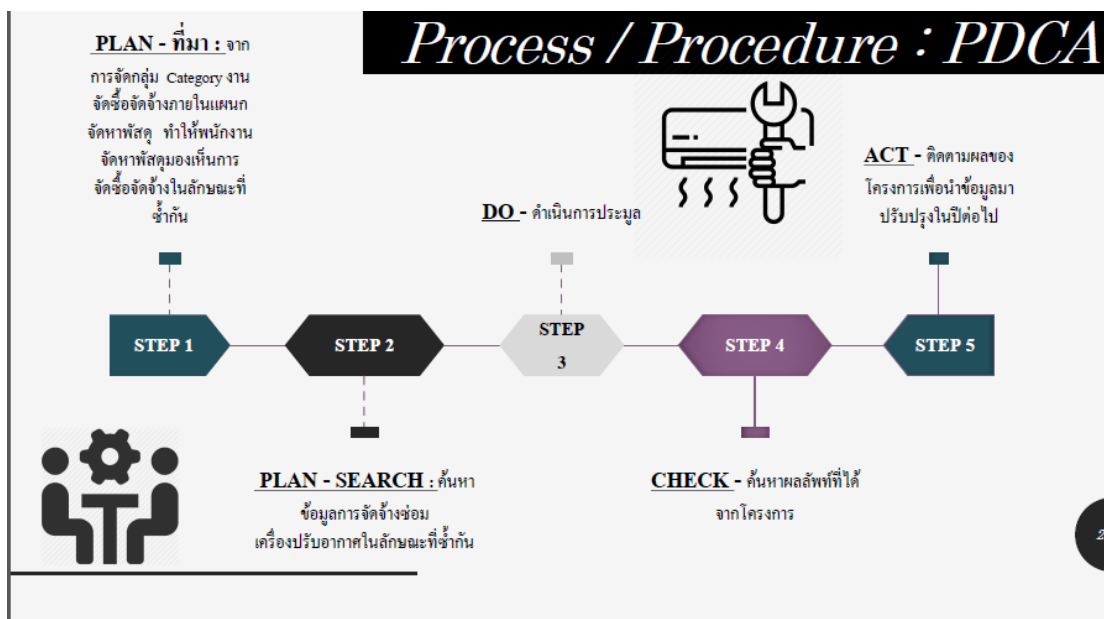 Process / Procedure : PDCA
PLAN - ที่มา : จาก
การจัดกลุ่ม Category งาน
จัดซื้อจัดจ้างภายในแผนก
จัดหาพัสดุ ทำให้พนักงาน
จัดหาพัสดุมองเห็นการ
จัดซื้อจัดจ้างในลักษณะที่
ซ้ำกัน
DO - ดำเนินการประมูล
ACT - ติดตามผลของ
โครงการเพื่อนำข้อมูลมา
ปรับปรุงในปีต่อไป
STEP 1
STEP 2
STEP
3
STEP 4
STEP 5
PLAN - SEARCH : ค้นหา
ข้อมูลการจัดจ้างซ่อม
เครื่องปรับอากาศในลักษณะที่ซ้ำกัน
CHECK - ค้นหาผลลัพท์ที่ได้
จากโครงการ
2